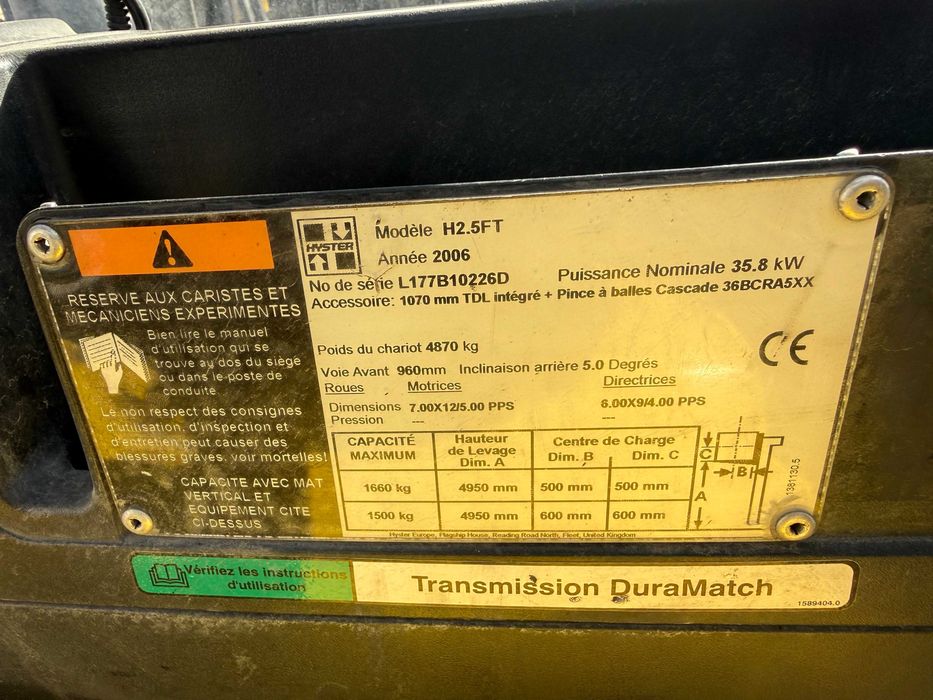 RESERVE AUX CARISTES ET
MECANICIENS EXPERIMENTES
Bien lire le manuel
d'utilisation qui se
trouve au dos du siége
ou dans le poste de
conduite
Le non respect des consignes
d'utilisation, d'inspection et
d'entretien peut causer des
blessures graves, voir mortelles!
CAPACITE AVEC MAT
VERTICAL ET
EQUIPEMENT CITE
CI-DESSUS
HYSTER
Modèle H2.5FT
Année 2006
No de série L177B10226D Puissance Nominale 35.8 kW
Accessoire: 1070 mm TDL intégré + Pince à balles Cascade 36BCRA5XX
Poids du chariot 4870 kg
CE
Voie Avant 960mm Inclinaison arrière 5.0 Degrés
Roues Motrices Directrices
Dimensions 7.00X12/5.00 PPS 6.00X9/4.00 PPS
Pression --- ---
CAPACITÉ MAXIMUM Hauteur de Levage Dim. A Centre de Charge Dim. B Dim. C
1660 kg 4950 mm 500 mm 500 mm
1500 kg 4950 mm 600 mm 600 mm
C
B
A
1381130.5
Hyster Europe, Flagship House, Reading Road North, Fleet, United Kingdom
Vérifiez les instructions
d'utilisation
Transmission DuraMatch
1589404.0